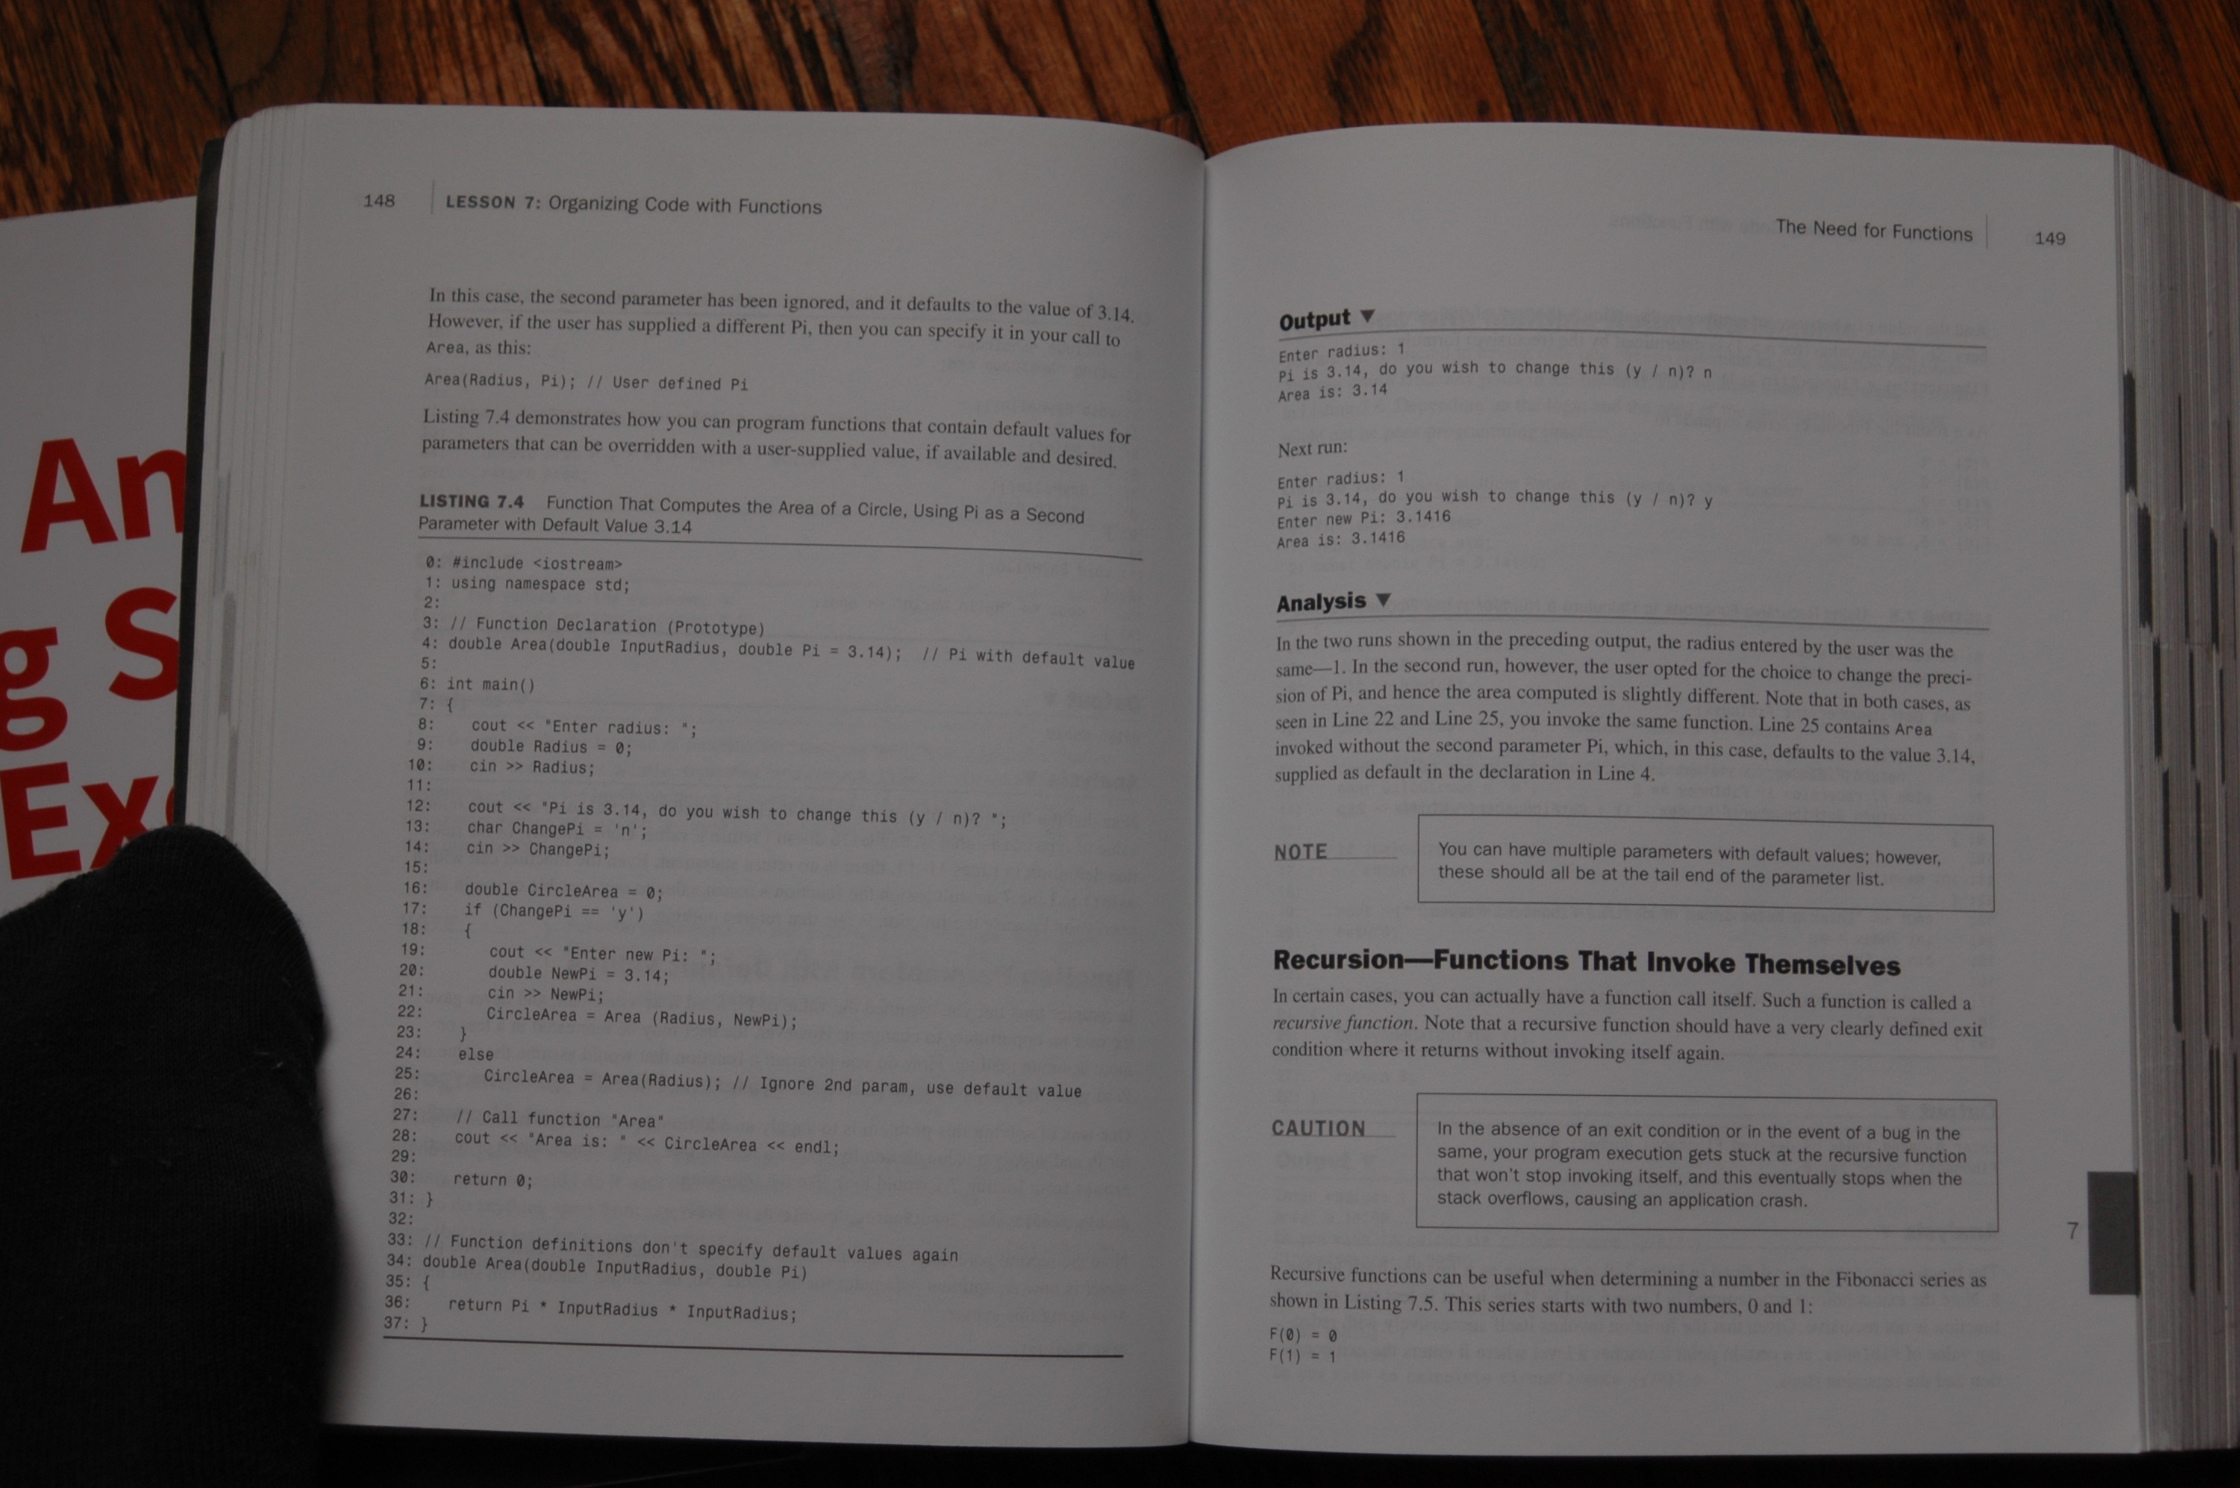 148 LESSON 7: Organizing Code with Functions
In this case, the second parameter has been ignored, and it defaults to the value of 3.14.
However, if the user has supplied a different Pi, then you can specify it in your call to
Area, as this:
Area(Radius, Pi); // User defined Pi
Listing 7.4 demonstrates how you can program functions that contain default values for
parameters that can be overridden with a user-supplied value, if available and desired.
LISTING 7.4 Function That Computes the Area of a Circle, Using Pi as a Second
Parameter with Default Value 3.14
0: #include <iostream>
1: using namespace std;
2:
3: // Function Declaration (Prototype)
4: double Area(double InputRadius, double Pi = 3.14); // Pi with default value
5:
6: int main()
7: {
8: cout << "Enter radius: ";
9: double Radius = 0;
10: cin >> Radius;
11:
12: cout << "Pi is 3.14, do you wish to change this (y / n)? ";
13: char ChangePi = 'n';
14: cin >> ChangePi;
15:
16: double CircleArea = 0;
17: if (ChangePi == 'y')
18: {
19: cout << "Enter new Pi: ";
20: double NewPi = 3.14;
21: cin >> NewPi;
22: CircleArea = Area (Radius, NewPi);
23: }
24: else
25: CircleArea = Area(Radius); // Ignore 2nd param, use default value
26:
27: // Call function "Area"
28: cout << "Area is: " << CircleArea << endl;
29:
30: return 0;
31: }
32:
33: // Function definitions don't specify default values again
34: double Area(double InputRadius, double Pi)
35: {
36: return Pi * InputRadius * InputRadius;
37: }
The Need for Functions 149
Output ▼
Enter radius: 1
Pi is 3.14, do you wish to change this (y / n)? n
Area is: 3.14
Next run:
Enter radius: 1
Pi is 3.14, do you wish to change this (y / n)? y
Enter new Pi: 3.1416
Area is: 3.1416
Analysis ▼
In the two runs shown in the preceding output, the radius entered by the user was the
same—1. In the second run, however, the user opted for the choice to change the preci-
sion of Pi, and hence the area computed is slightly different. Note that in both cases, as
seen in Line 22 and Line 25, you invoke the same function. Line 25 contains Area
invoked without the second parameter Pi, which, in this case, defaults to the value 3.14,
supplied as default in the declaration in Line 4.
NOTE
You can have multiple parameters with default values; however,
these should all be at the tail end of the parameter list.
Recursion—Functions That Invoke Themselves
In certain cases, you can actually have a function call itself. Such a function is called a
recursive function. Note that a recursive function should have a very clearly defined exit
condition where it returns without invoking itself again.
CAUTION
In the absence of an exit condition or in the event of a bug in the
same, your program execution gets stuck at the recursive function
that won't stop invoking itself, and this eventually stops when the
stack overflows, causing an application crash.
7
Recursive functions can be useful when determining a number in the Fibonacci series as
shown in Listing 7.5. This series starts with two numbers, 0 and 1:
F(0) = 0
F(1) = 1
An
g S
Ex